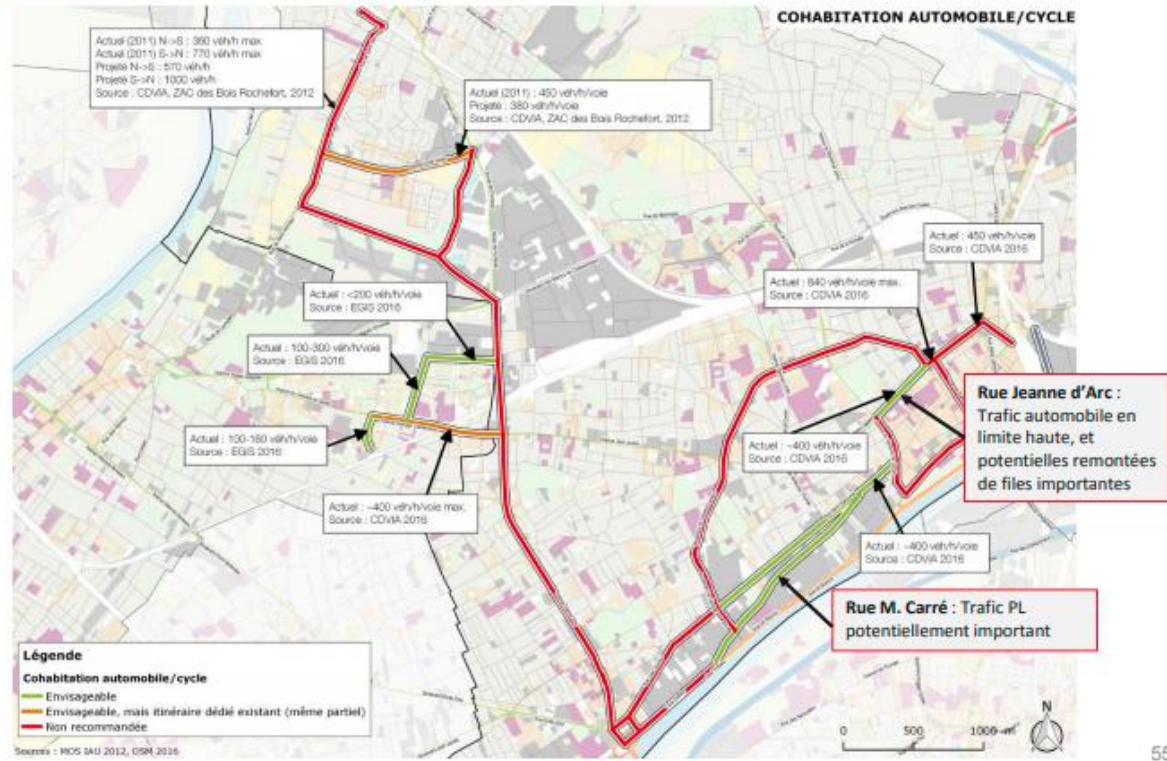 COHABITATION AUTOMOBILE/CYCLE
Actuel (2011) N->S : 360 véh/h max
Actuel (2011) S->N : 770 véh/h max
Projeté N->S : 570 véh/h
Projeté S->N : 1000 véh/h
Source : CDVIA, ZAC des Bois Rochefort, 2012
Actuel (2011) : 450 véh/h/voie
Projeté : 380 véh/h/voie
Source : CDVIA, ZAC des Bois Rochefort, 2012
Actuel : 450 véh/h/voie
Source : CDVIA 2016
Actuel : 840 véh/h/voie max.
Source : CDVIA 2016
Actuel : <200 véh/h/voie
Source : EGIS 2016
Actuel : 100-300 véh/h/voie
Source : EGIS 2016
Rue Jeanne d'Arc :
Trafic automobile en
limite haute, et
potentielles remontées
de files importantes
Actuel : 100-160 véh/h/voie
Source : EGIS 2016
Actuel : ~400 véh/h/voie
Source : CDVIA 2016
Actuel : ~400 véh/h/voie max.
Source : CDVIA 2016
Actuel : ~400 véh/h/voie
Source : CDVIA 2016
Rue M. Carré : Trafic PL
potentiellement important
Légende
Cohabitation automobile/cycle
Envisageable
Envisageable, mais itinéraire dédié existant (même partiel)
Non recommandée
Sources : MOS IAU 2012, OSM 2016
N
0 500 1000 m
55